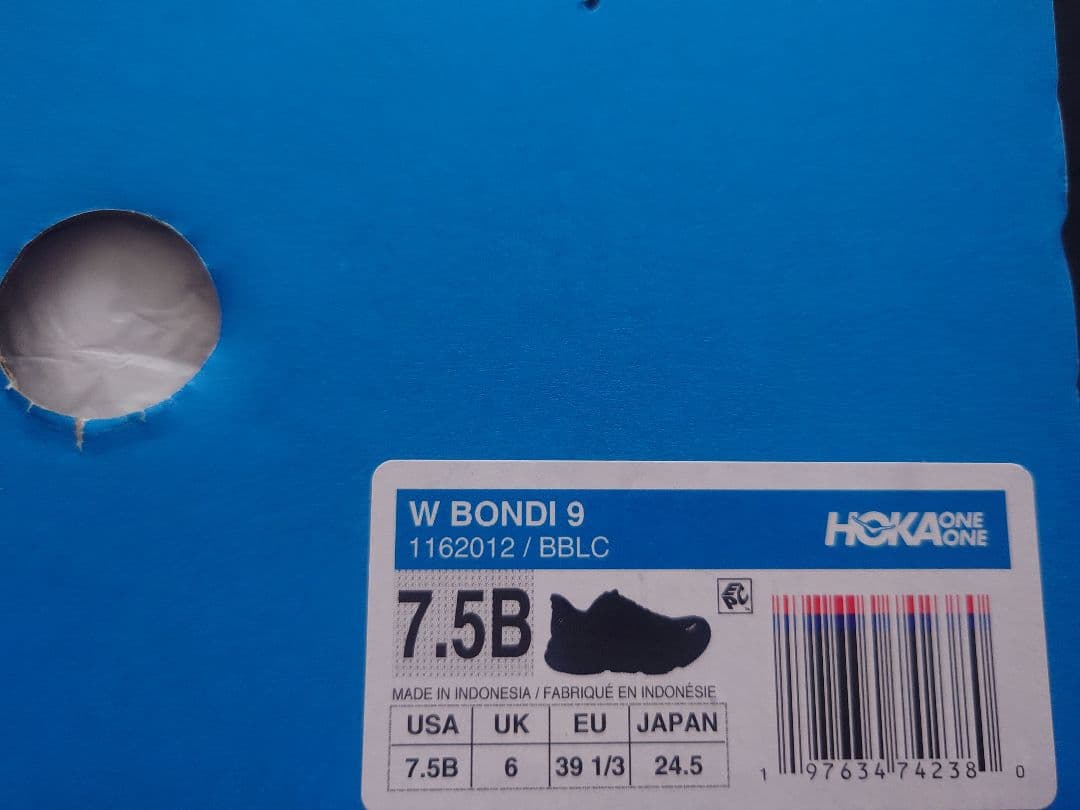 W BONDI 9
1162012 / BBLC
HOKA ONE ONE
7.5B
EPC
MADE IN INDONESIA / FABRIQUÉ EN INDONÉSIE
USA UK EU JAPAN
7.5B 6 39 1/3 24.5
1 97634 74238 0